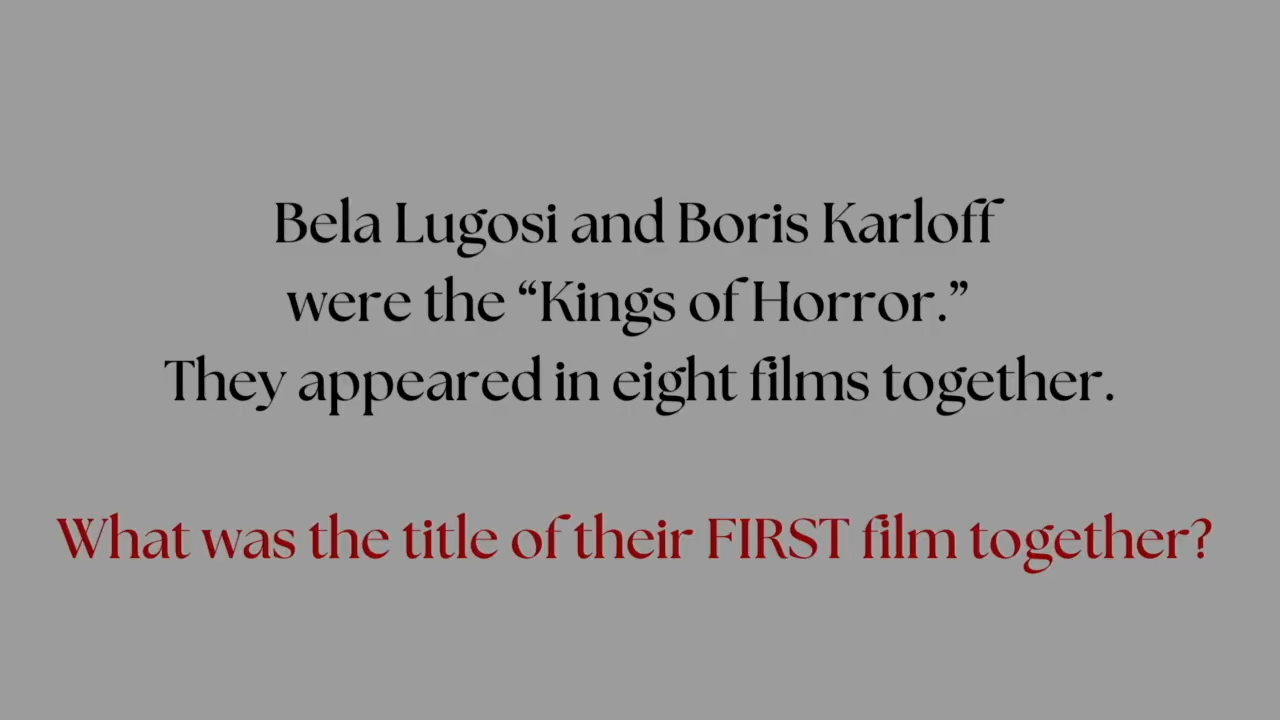 Bela Lugosi and Boris Karloff
were the “Kings of Horror.”
They appeared in eight films together.
What was the title of their FIRST film together?